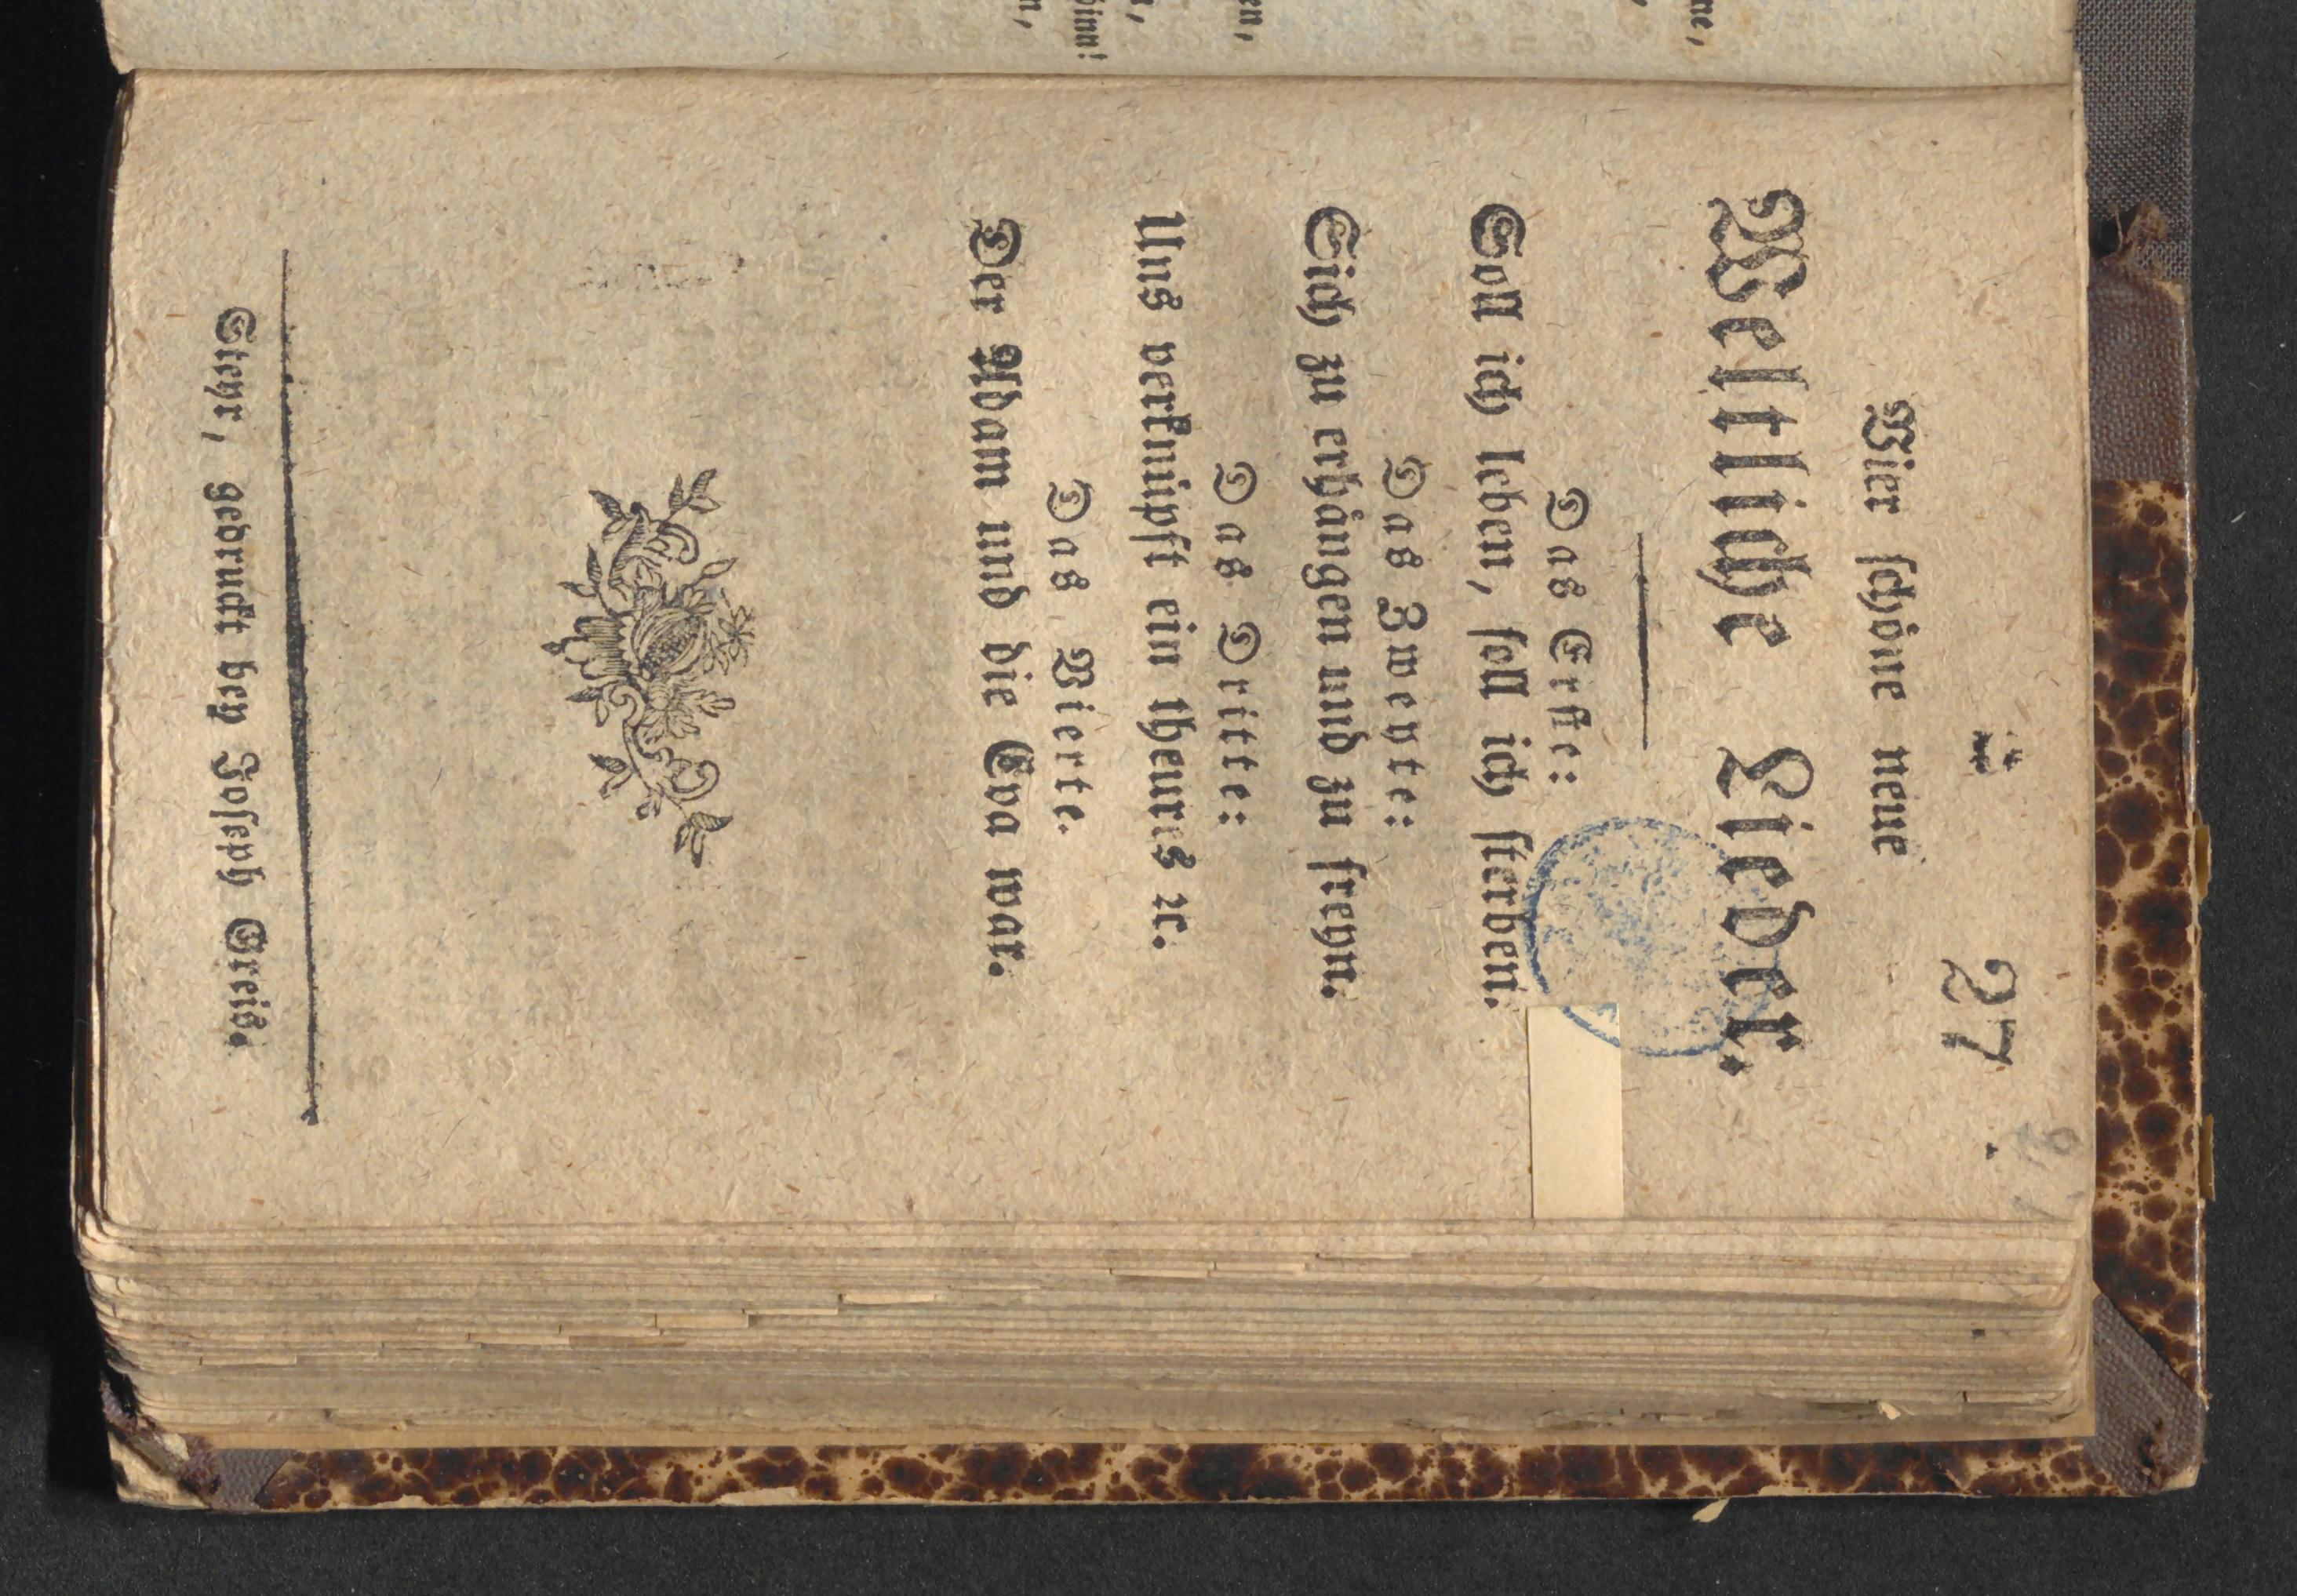 27
Vier schöne neue
Weltliche Lieder.
Das Erste:
Soll ich leben, soll ich sterben.
Das Zweyte:
Sich zu erhängen und zu freyn.
Das Dritte:
Uns verknüpft ein theures ꝛc.
Das Vierte.
Der Adam und die Eva war.
Steyr, gedruckt bey Joseph Greis.